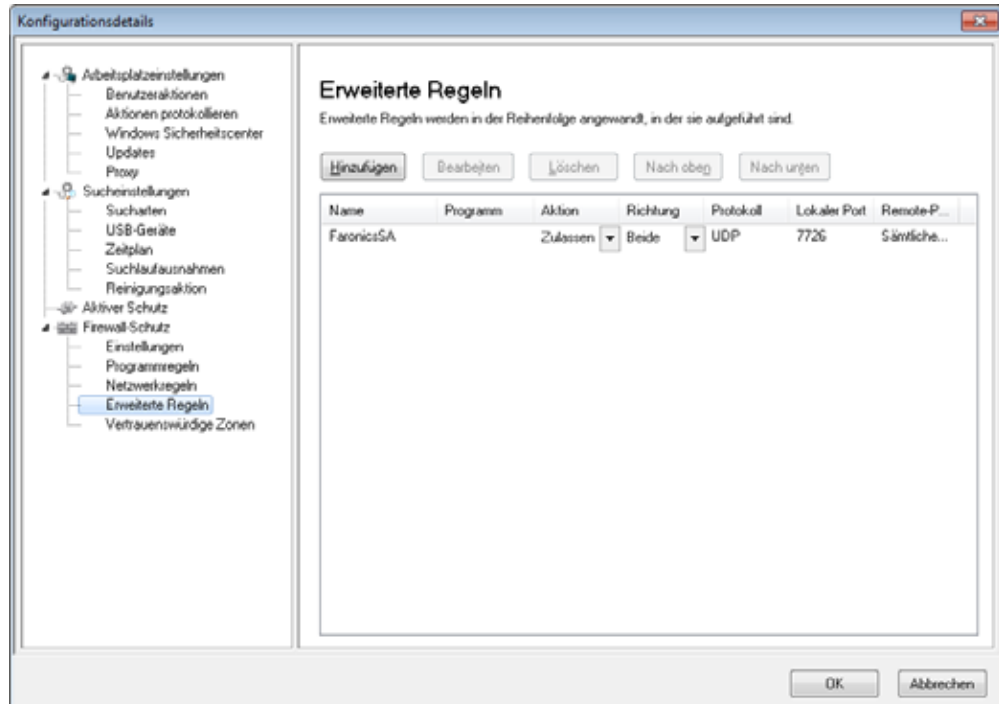 Konfigurationsdetails
Arbeitsplatzeinstellungen
Benutzeraktionen
Aktionen protokollieren
Windows Sicherheitscenter
Updates
Proxy
Sucheinstellungen
Sucharten
USB-Geräte
Zeitplan
Suchlaufausnahmen
Reinigungsaktion
Aktiver Schutz
Firewall-Schutz
Einstellungen
Programmregeln
Netzwerkregeln
Erweiterte Regeln
Vertrauenswürdige Zonen
Erweiterte Regeln
Erweiterte Regeln werden in der Reihenfolge angewandt, in der sie aufgeführt sind.
Hinzufügen Bearbeiten Löschen Nach oben Nach unten
Name Programm Aktion Richtung Protokoll Lokaler Port Remote-P...
FaronicsSA Zulassen Beide UDP 7726 Sämtliche...
OK Abbrechen